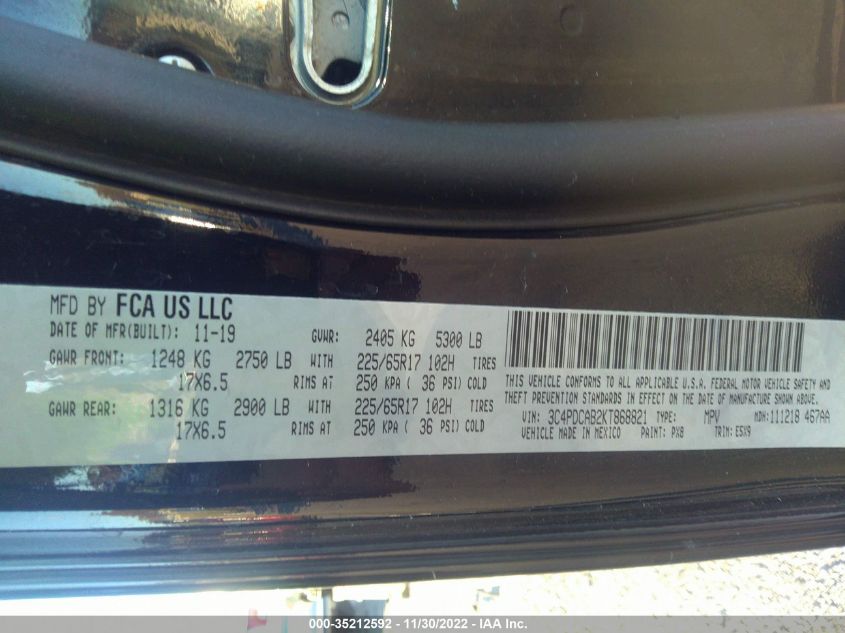 MFD BY FCA US LLC
DATE OF MFR(BUILT): 11-19 GVWR: 2405 KG 5300 LB
GAWR FRONT: 1248 KG 2750 LB WITH 225/65R17 102H TIRES
17X6.5 RIMS AT 250 KPA ( 36 PSI) COLD
GAWR REAR: 1316 KG 2900 LB WITH 225/65R17 102H TIRES
17X6.5 RIMS AT 250 KPA ( 36 PSI) COLD
THIS VEHICLE CONFORMS TO ALL APPLICABLE U.S.A. FEDERAL MOTOR VEHICLE SAFETY AND
THEFT PREVENTION STANDARDS IN EFFECT ON THE DATE OF MANUFACTURE SHOWN ABOVE.
VIN: 3C4PDCAB2KT868821 TYPE: MPV MDH: 111218 467AA
VEHICLE MADE IN MEXICO PAINT: PX8 TRIM: E5X9
000-35212592 - 11/30/2022 - IAA Inc.